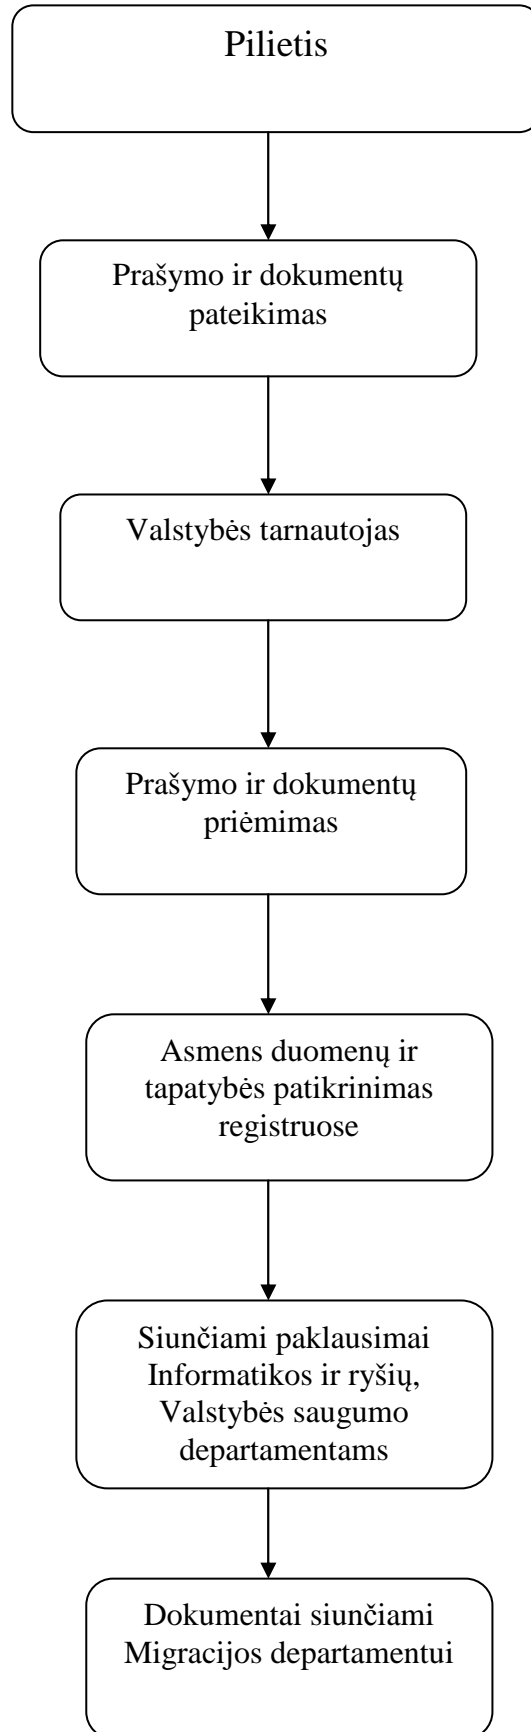 Pilietis
Prašymo ir dokumentų
pateikimas
Valstybės tarnautojas
Prašymo ir dokumentų
priėmimas
Asmens duomenų ir
tapatybės patikrinimas
registruose
Siunčiami paklausimai
Informatikos ir ryšių,
Valstybės saugumo
departamentams
Dokumentai siunčiami
Migracijos departamentui